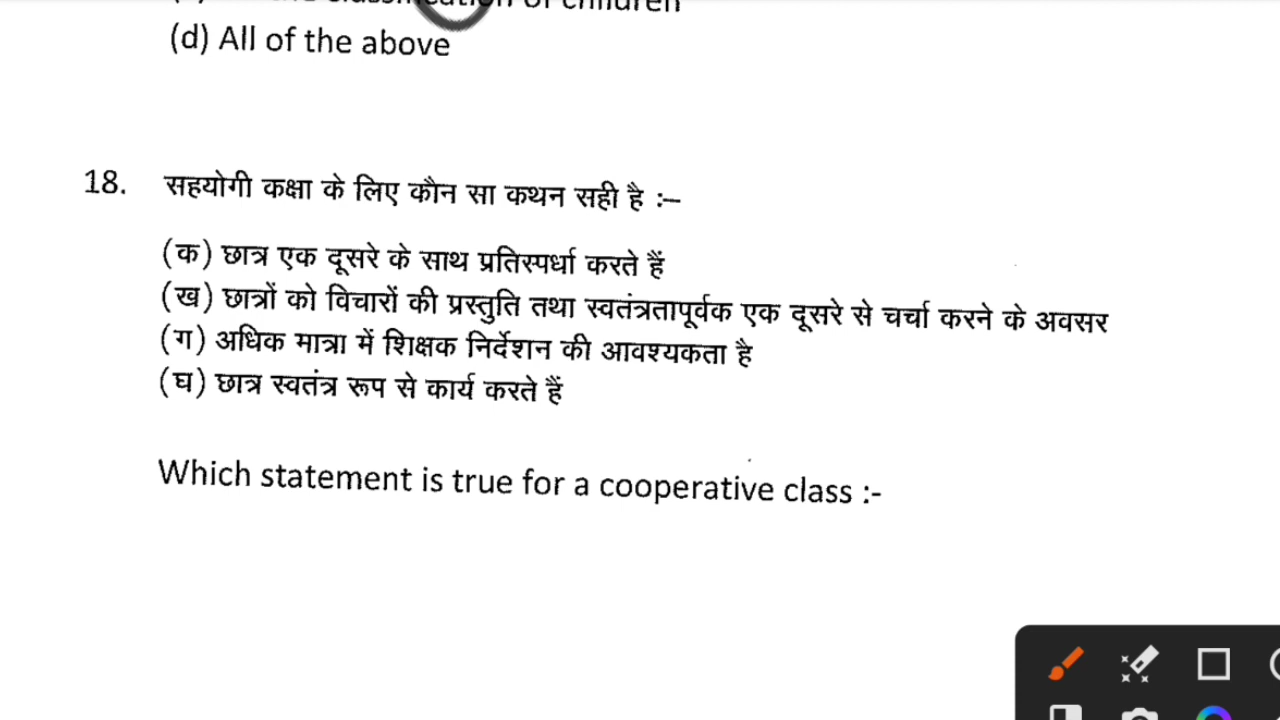 of children
(d) All of the above
18. सहयोगी कक्षा के लिए कौन सा कथन सही है :–
(क) छात्र एक दूसरे के साथ प्रतिस्पर्धा करते हैं
(ख) छात्रों को विचारों की प्रस्तुति तथा स्वतंत्रतापूर्वक एक दूसरे से चर्चा करने के अवसर
(ग) अधिक मात्रा में शिक्षक निर्देशन की आवश्यकता है
(घ) छात्र स्वतंत्र रूप से कार्य करते हैं
Which statement is true for a cooperative class :-